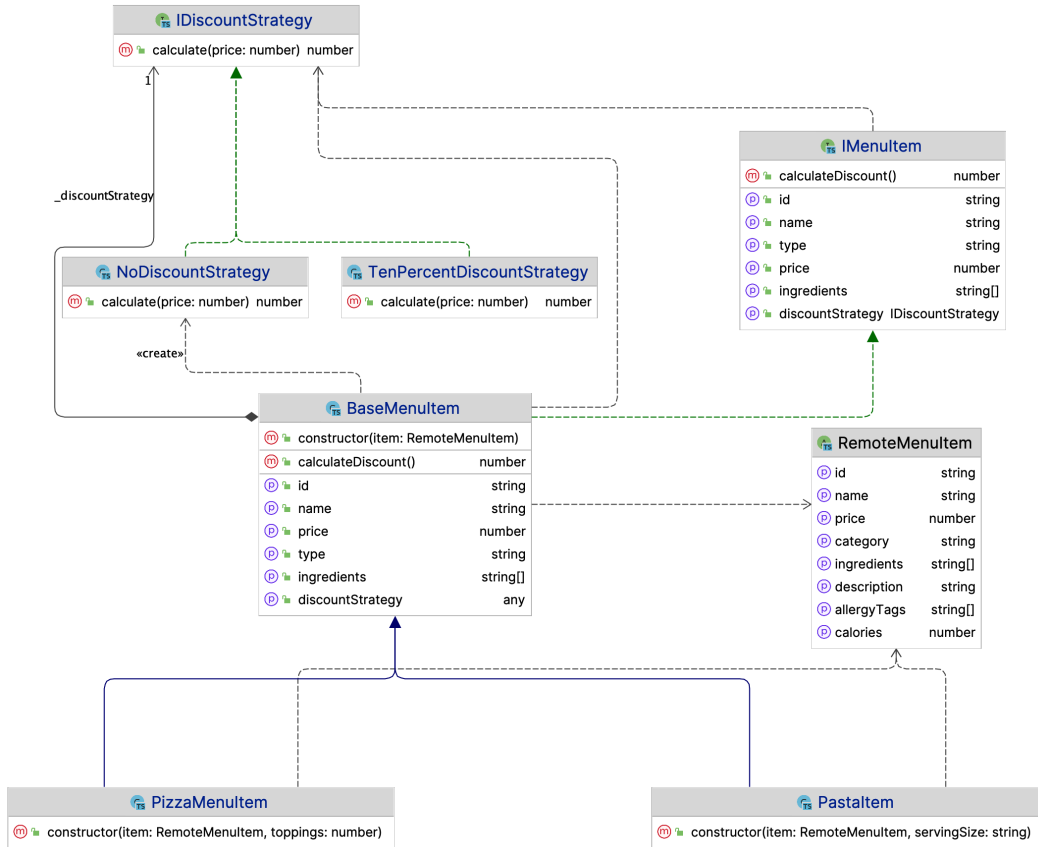 IDiscountStrategy
calculate(price: number) number
1
_discountStrategy
IMenuItem
calculateDiscount() number
id string
name string
type string
price number
ingredients string[]
discountStrategy IDiscountStrategy
NoDiscountStrategy
calculate(price: number) number
TenPercentDiscountStrategy
calculate(price: number) number
«create»
BaseMenuItem
constructor(item: RemoteMenuItem)
calculateDiscount() number
id string
name string
price number
type string
ingredients string[]
discountStrategy any
RemoteMenuItem
id string
name string
price number
category string
ingredients string[]
description string
allergyTags string[]
calories number
PizzaMenuItem
constructor(item: RemoteMenuItem, toppings: number)
PastaItem
constructor(item: RemoteMenuItem, servingSize: string)